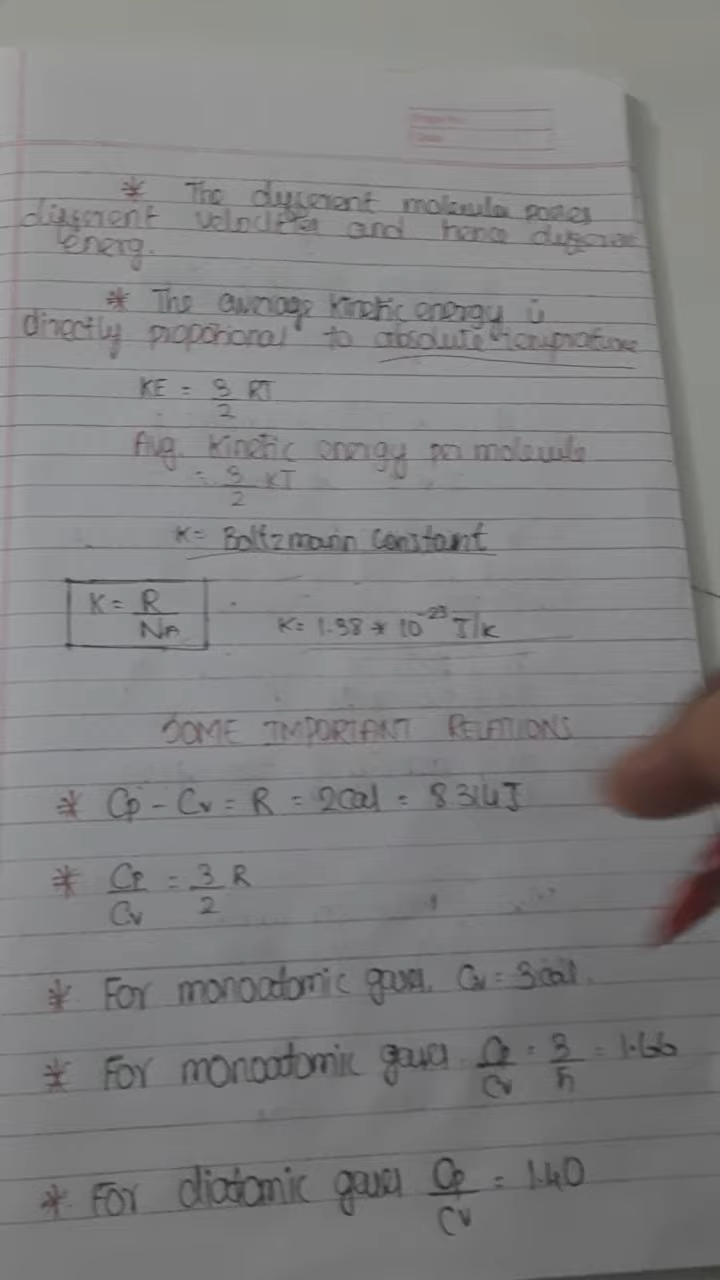 * The different molecules posses
different velocities and hence different
energ.
* The average kinetic energy is
directly proportional to absolute temprature
KE = 3/2 RT
Avg. kinetic energy per molecule
= 3/2 KT
K = Boltzmann constant
K = R/NA K = 1.38 * 10^-23 J/K
SOME IMPORTANT RELATIONS
* Cp - Cv = R = 2cal = 8.314J
* Cp/Cv = 3/2 R
* For monoatomic gases. Cv = 3cal.
* For monoatomic gases Cp/Cv = 3/5 = 1.66
* For diatomic gases Cp/Cv = 1.40